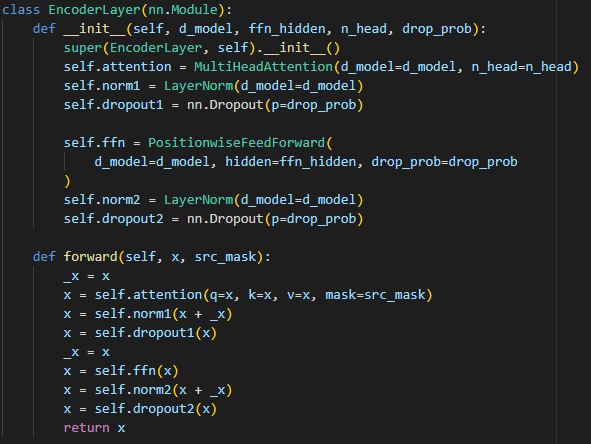 class EncoderLayer(nn.Module):
    def __init__(self, d_model, ffn_hidden, n_head, drop_prob):
        super(EncoderLayer, self).__init__()
        self.attention = MultiHeadAttention(d_model=d_model, n_head=n_head)
        self.norm1 = LayerNorm(d_model=d_model)
        self.dropout1 = nn.Dropout(p=drop_prob)

        self.ffn = PositionwiseFeedForward(
            d_model=d_model, hidden=ffn_hidden, drop_prob=drop_prob
        )
        self.norm2 = LayerNorm(d_model=d_model)
        self.dropout2 = nn.Dropout(p=drop_prob)

    def forward(self, x, src_mask):
        _x = x
        x = self.attention(q=x, k=x, v=x, mask=src_mask)
        x = self.norm1(x + _x)
        x = self.dropout1(x)
        _x = x
        x = self.ffn(x)
        x = self.norm2(x + _x)
        x = self.dropout2(x)
        return x